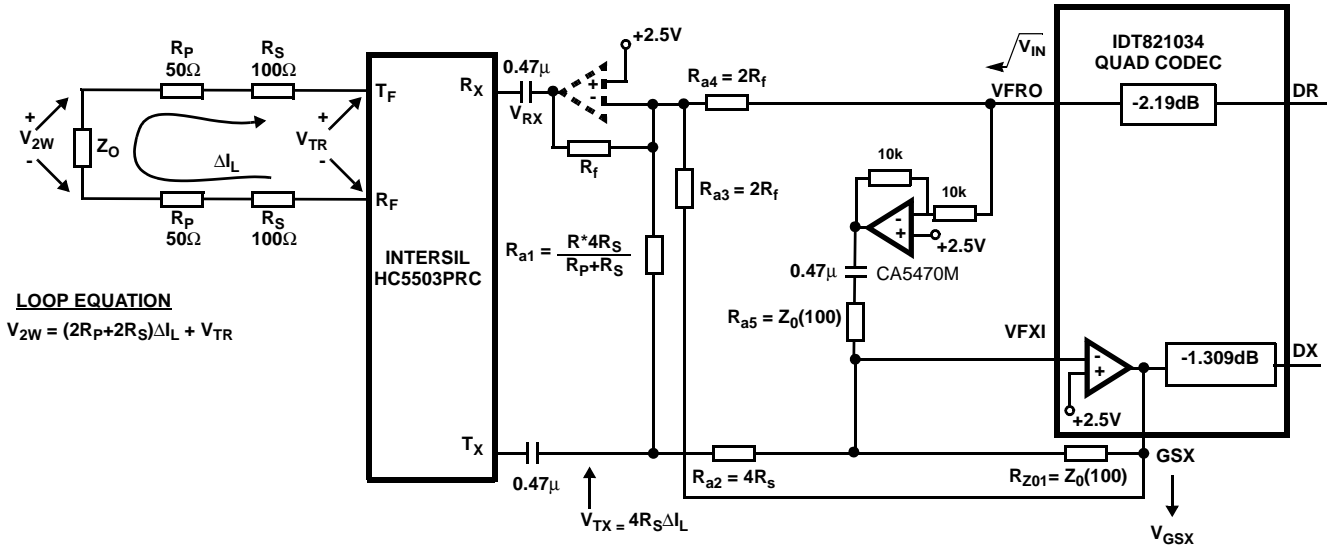 +2.5V
IDT821034
QUAD CODEC
V_IN
R_P
50Ω
R_S
100Ω
0.47µ
R_a4 = 2R_f
VFRO
-2.19dB
DR
T_F
R_X
+
-
V_RX
+
V_2W
-
Z_O
ΔI_L
+
V_TR
-
R_f
R_a3 = 2R_f
10k
10k
-
+
+2.5V
CA5470M
0.47µ
R_P
50Ω
R_S
100Ω
R_F
INTERSIL
HC5503PRC
R_a1 = R*4R_S
R_P+R_S
LOOP EQUATION
V_2W = (2R_P+2R_S)ΔI_L + V_TR
R_a5 = Z_0(100)
VFXI
-
+
+2.5V
-1.309dB
DX
T_X
0.47µ
R_a2 = 4R_s
R_Z01= Z_0(100)
GSX
V_TX = 4R_SΔI_L
V_GSX